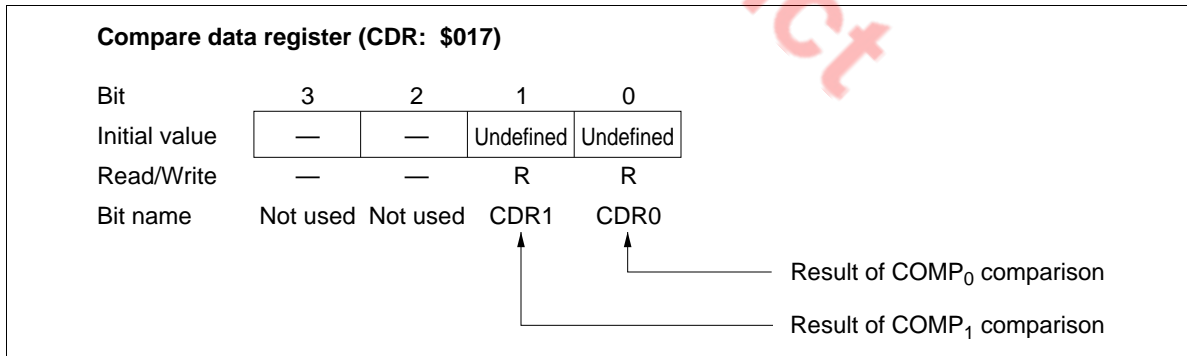 ct
Compare data register (CDR: $017)
Bit 3 2 1 0
Initial value — — Undefined Undefined
Read/Write — — R R
Bit name Not used Not used CDR1 CDR0
Result of COMP₀ comparison
Result of COMP₁ comparison